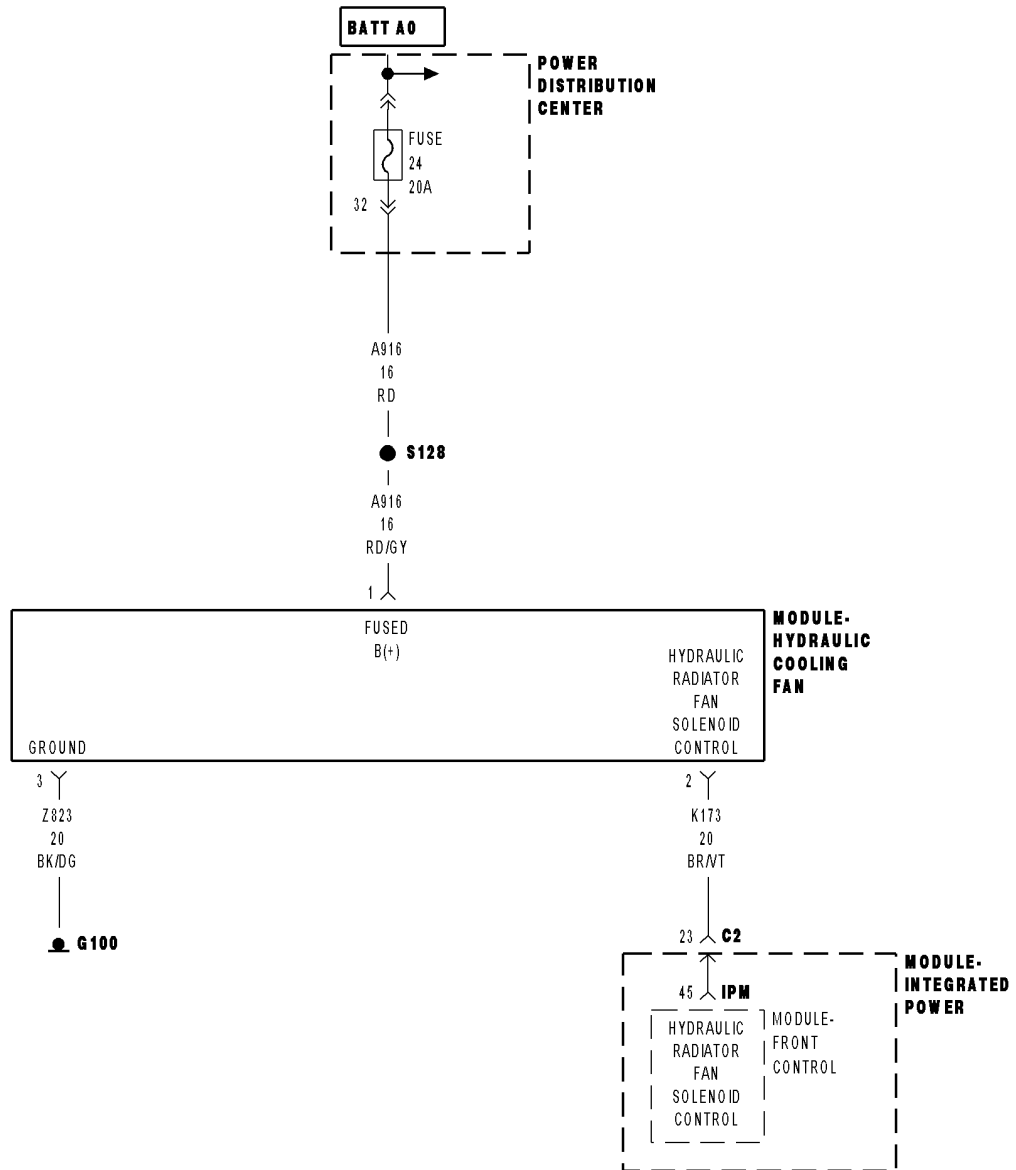 BATT A0
POWER
DISTRIBUTION
CENTER
FUSE
24
20A
32
A916
16
RD
S128
A916
16
RD/GY
1
FUSED
B(+)
MODULE-
HYDRAULIC
COOLING
FAN
HYDRAULIC
RADIATOR
FAN
SOLENOID
CONTROL
GROUND
3
Z823
20
BK/DG
G100
2
K173
20
BR/VT
23 C2
MODULE-
INTEGRATED
POWER
45 IPM
MODULE-
FRONT
CONTROL
HYDRAULIC
RADIATOR
FAN
SOLENOID
CONTROL